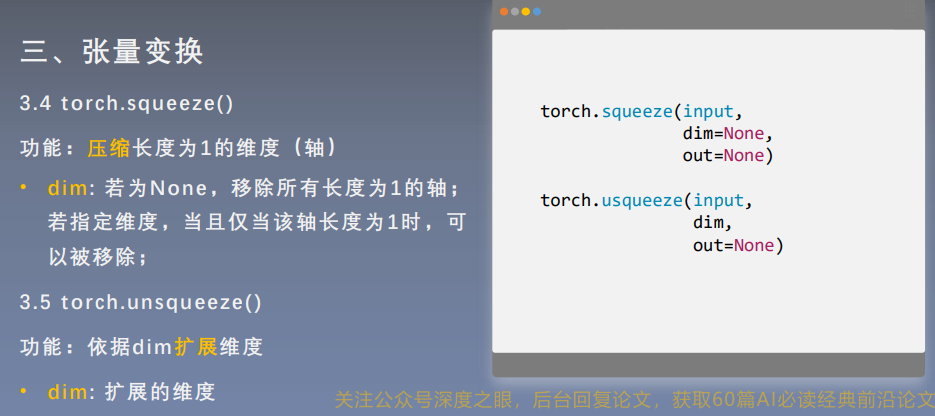 三、张量变换
3.4 torch.squeeze()
功能：压缩长度为1的维度（轴）
• dim: 若为None，移除所有长度为1的轴；
若指定维度，当且仅当该轴长度为1时，可
以被移除；
3.5 torch.unsqueeze()
功能：依据dim扩展维度
• dim: 扩展的维度
torch.squeeze(input,
dim=None,
out=None)
torch.usqueeze(input,
dim,
out=None)
关注公众号深度之眼，后台回复论文，获取60篇AI必读经典前沿论文